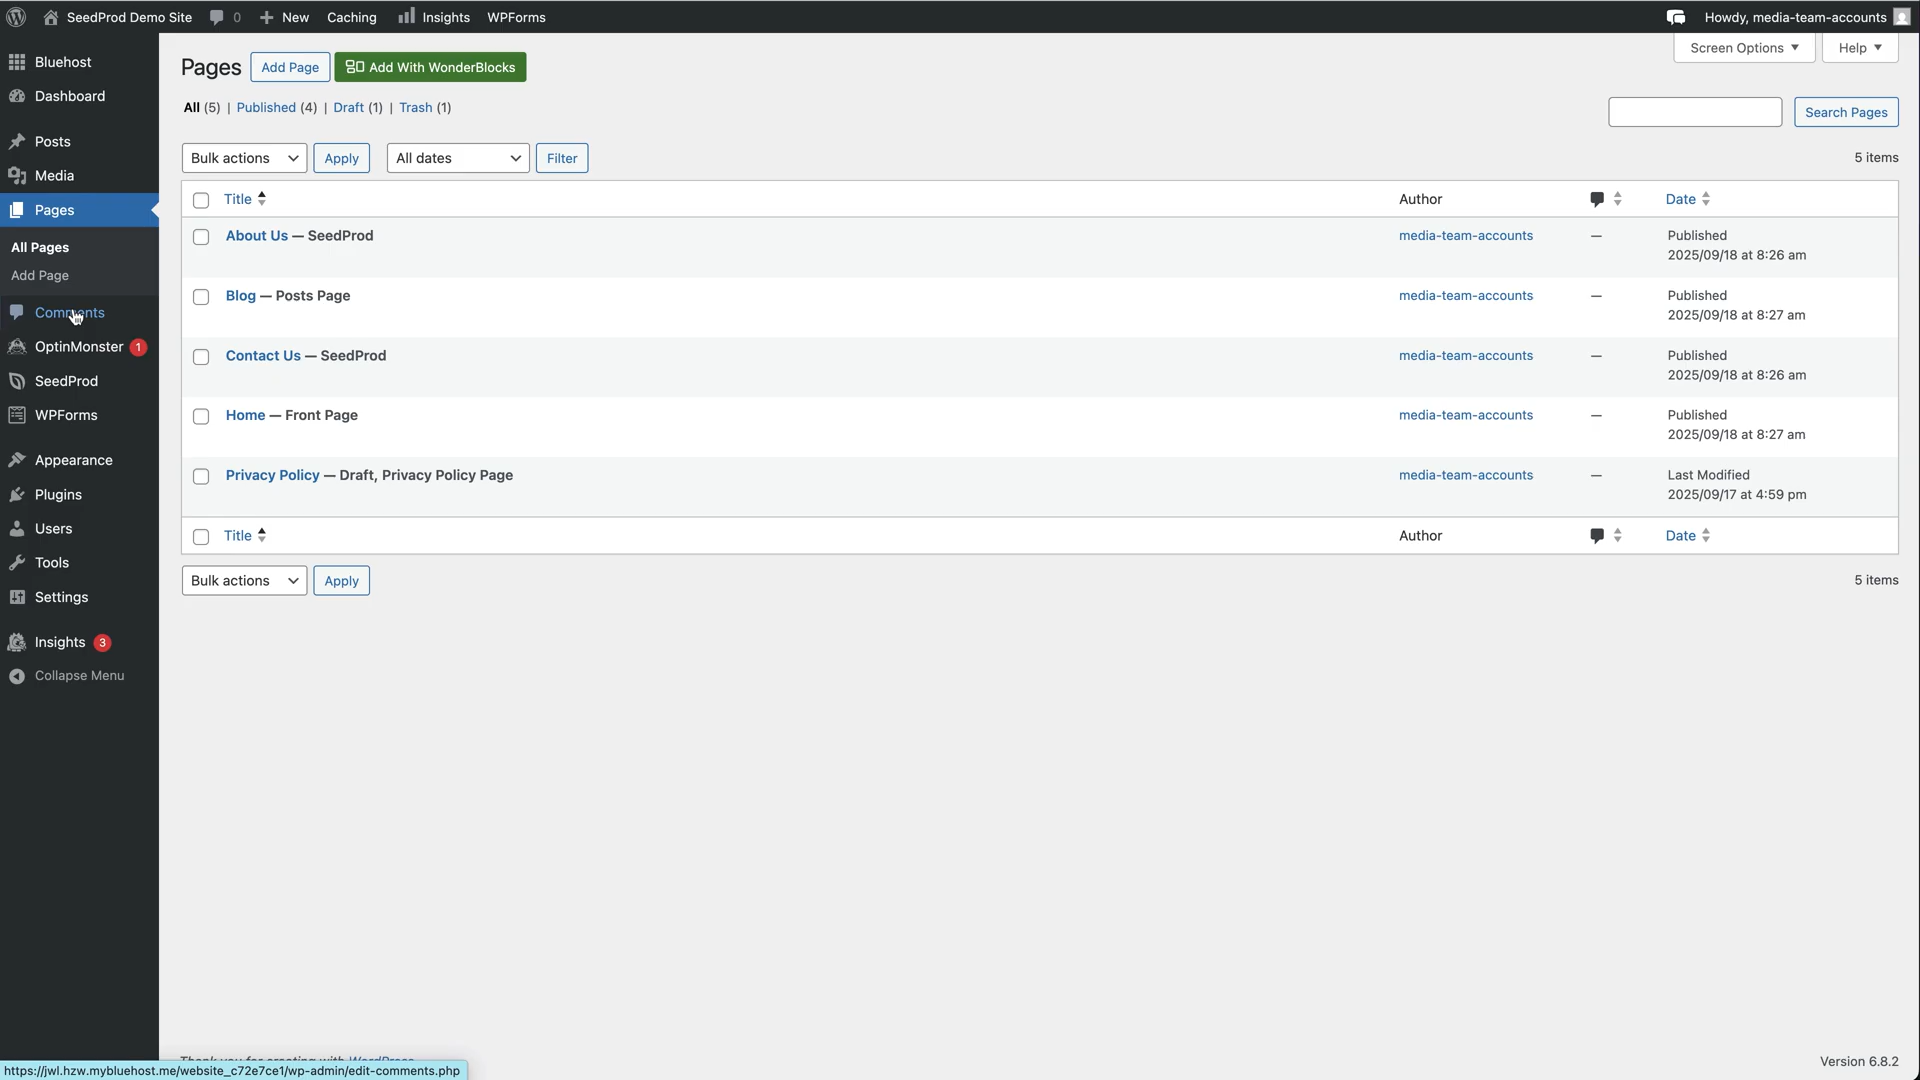 SeedProd Demo Site 0 New Caching Insights WPForms Howdy, media-team-accounts
Bluehost
Dashboard
Posts
Media
Pages
All Pages
Add Page
Comments
OptinMonster 1
SeedProd
WPForms
Appearance
Plugins
Users
Tools
Settings
Insights 3
Collapse Menu
Screen Options Help
Pages Add Page Add With WonderBlocks
All (5) | Published (4) | Draft (1) | Trash (1)
Search Pages
Bulk actions Apply All dates Filter 5 items
Title Author Date
About Us — SeedProd media-team-accounts — Published
2025/09/18 at 8:26 am
Blog — Posts Page media-team-accounts — Published
2025/09/18 at 8:27 am
Contact Us — SeedProd media-team-accounts — Published
2025/09/18 at 8:26 am
Home — Front Page media-team-accounts — Published
2025/09/18 at 8:27 am
Privacy Policy — Draft, Privacy Policy Page media-team-accounts — Last Modified
2025/09/17 at 4:59 pm
Title Author Date
Bulk actions Apply 5 items
Thank you for creating with WordPress
Version 6.8.2
https://jwl.hzw.mybluehost.me/website_c72e7ce1/wp-admin/edit-comments.php